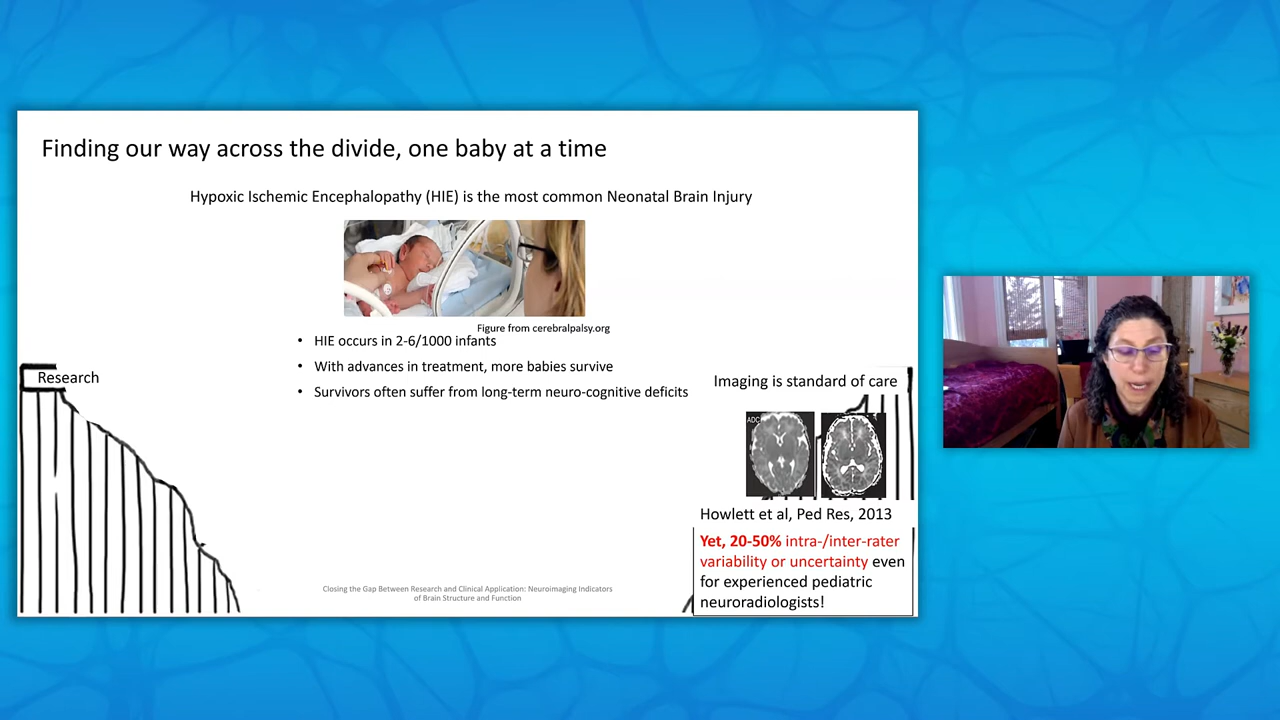 Finding our way across the divide, one baby at a time
Hypoxic Ischemic Encephalopathy (HIE) is the most common Neonatal Brain Injury
Figure from cerebralpalsy.org
• HIE occurs in 2-6/1000 infants
• With advances in treatment, more babies survive
• Survivors often suffer from long-term neuro-cognitive deficits
Research
Imaging is standard of care
ADC
Howlett et al, Ped Res, 2013
Yet, 20-50% intra-/inter-rater
variability or uncertainty even
for experienced pediatric
neuroradiologists!
Closing the Gap Between Research and Clinical Application: Neuroimaging Indicators
of Brain Structure and Function